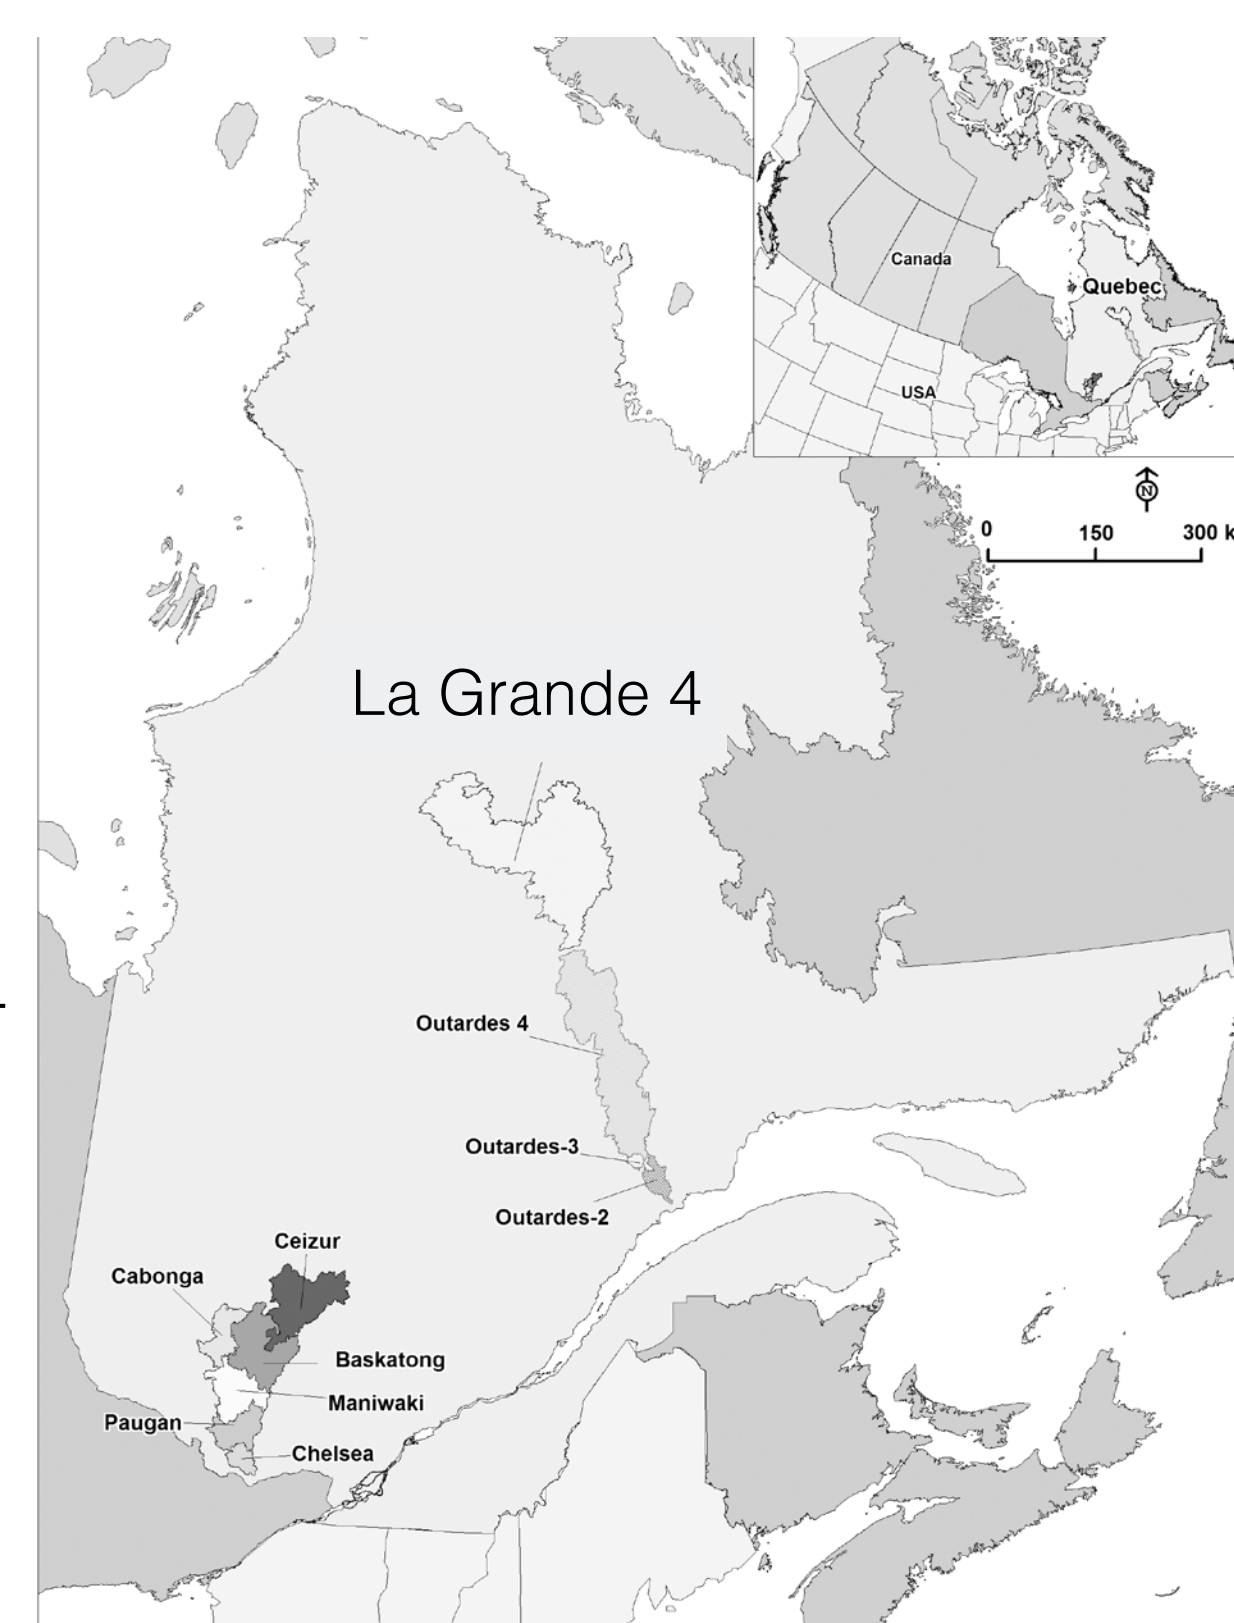 Canada
Quebec
USA
N
0 150 300 k
La Grande 4
Outardes 4
Outardes-3
Outardes-2
Ceizur
Cabonga
Baskatong
Maniwaki
Paugan
Chelsea